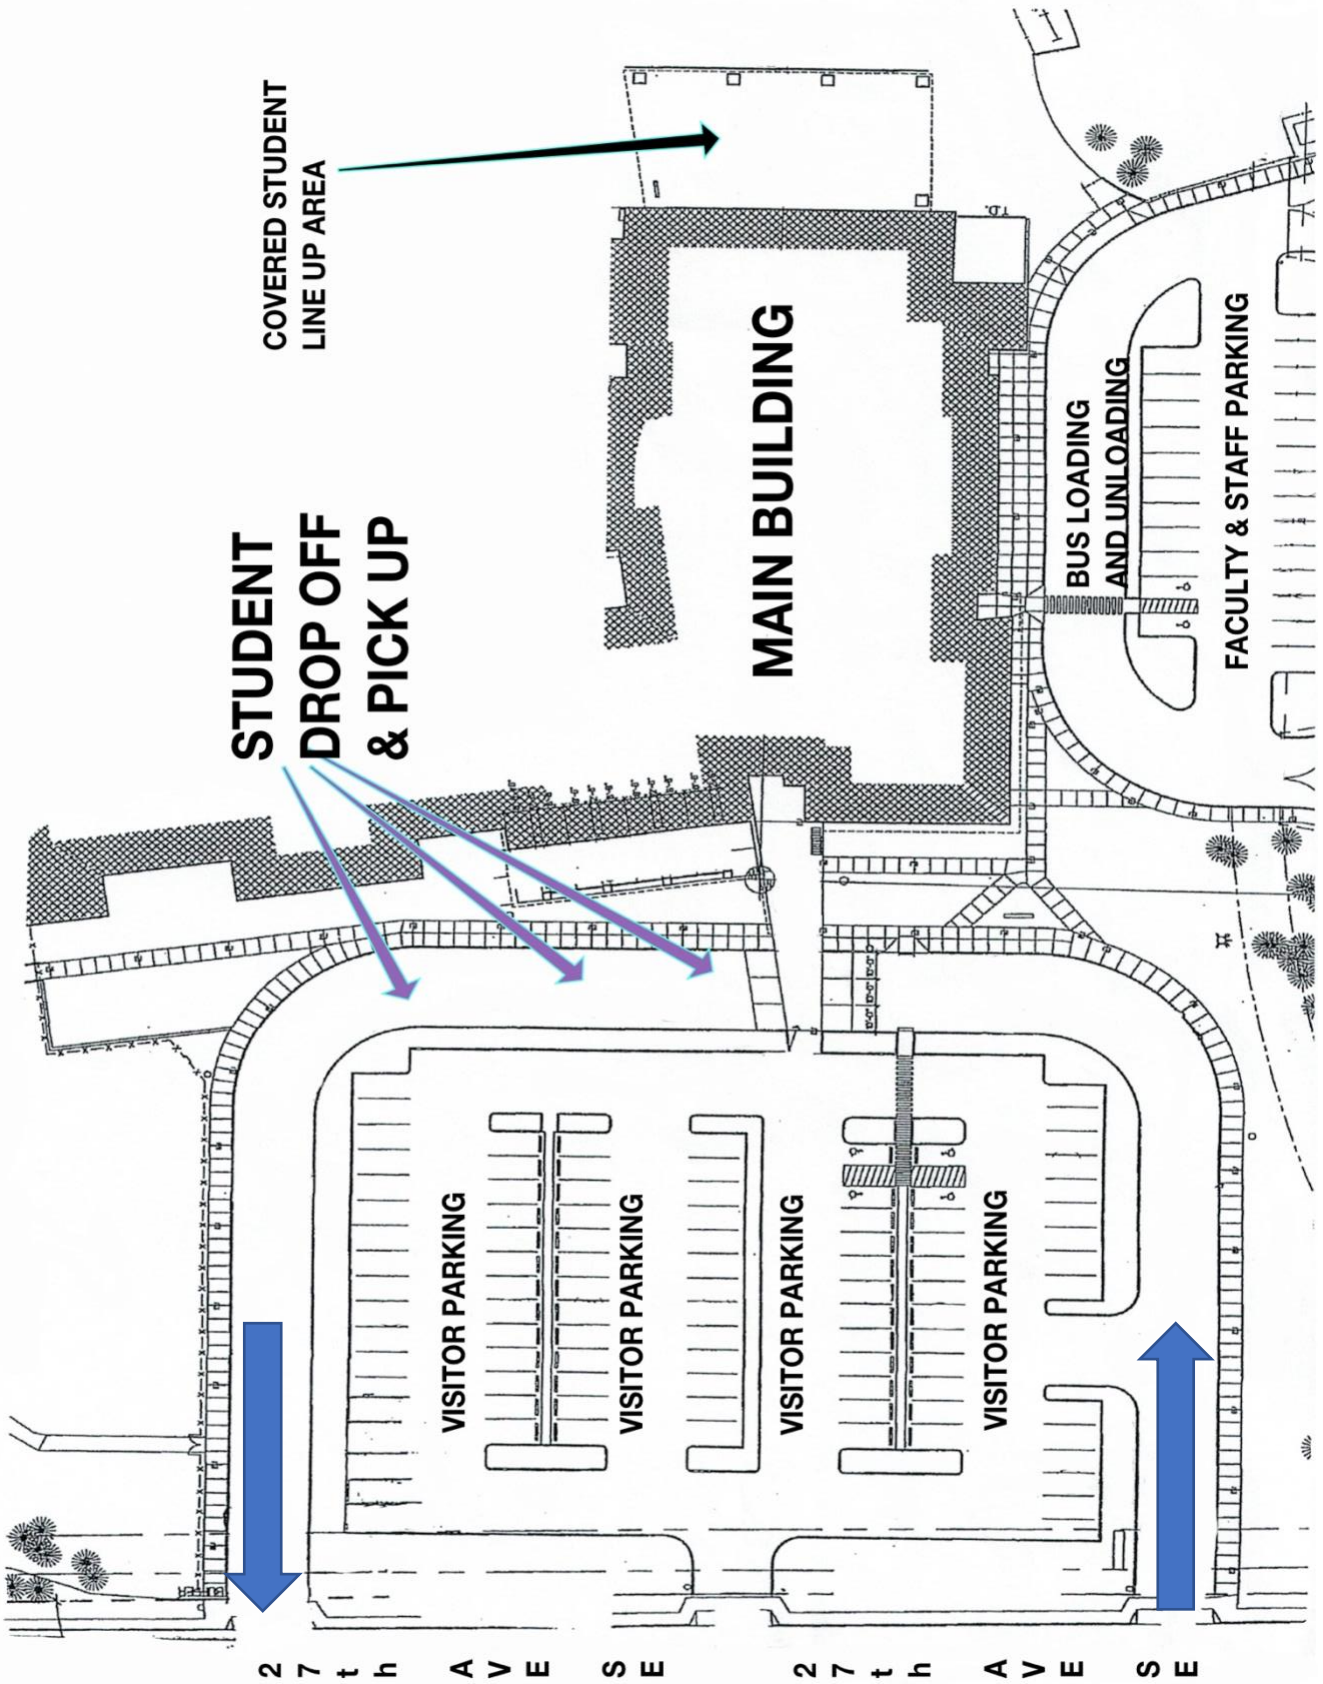 COVERED STUDENT
LINE UP AREA
STUDENT
DROP OFF
& PICK UP
MAIN BUILDING
T.D.
BUS LOADING
AND UNLOADING
FACULTY & STAFF PARKING
VISITOR PARKING
VISITOR PARKING
VISITOR PARKING
VISITOR PARKING
27th AVE SE
27th AVE SE